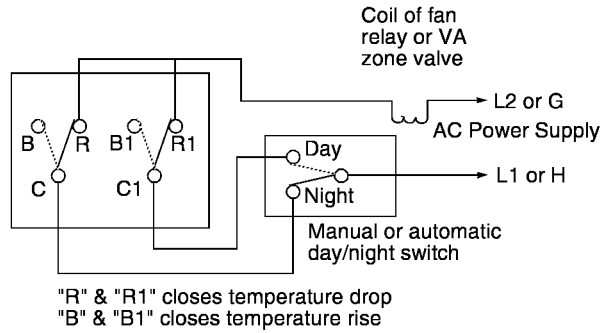 Coil of fan
relay or VA
zone valve
L2 or G
AC Power Supply
B R B1 R1
C C1
Day
Night
L1 or H
Manual or automatic
day/night switch
"R" & "R1" closes temperature drop
"B" & "B1" closes temperature rise